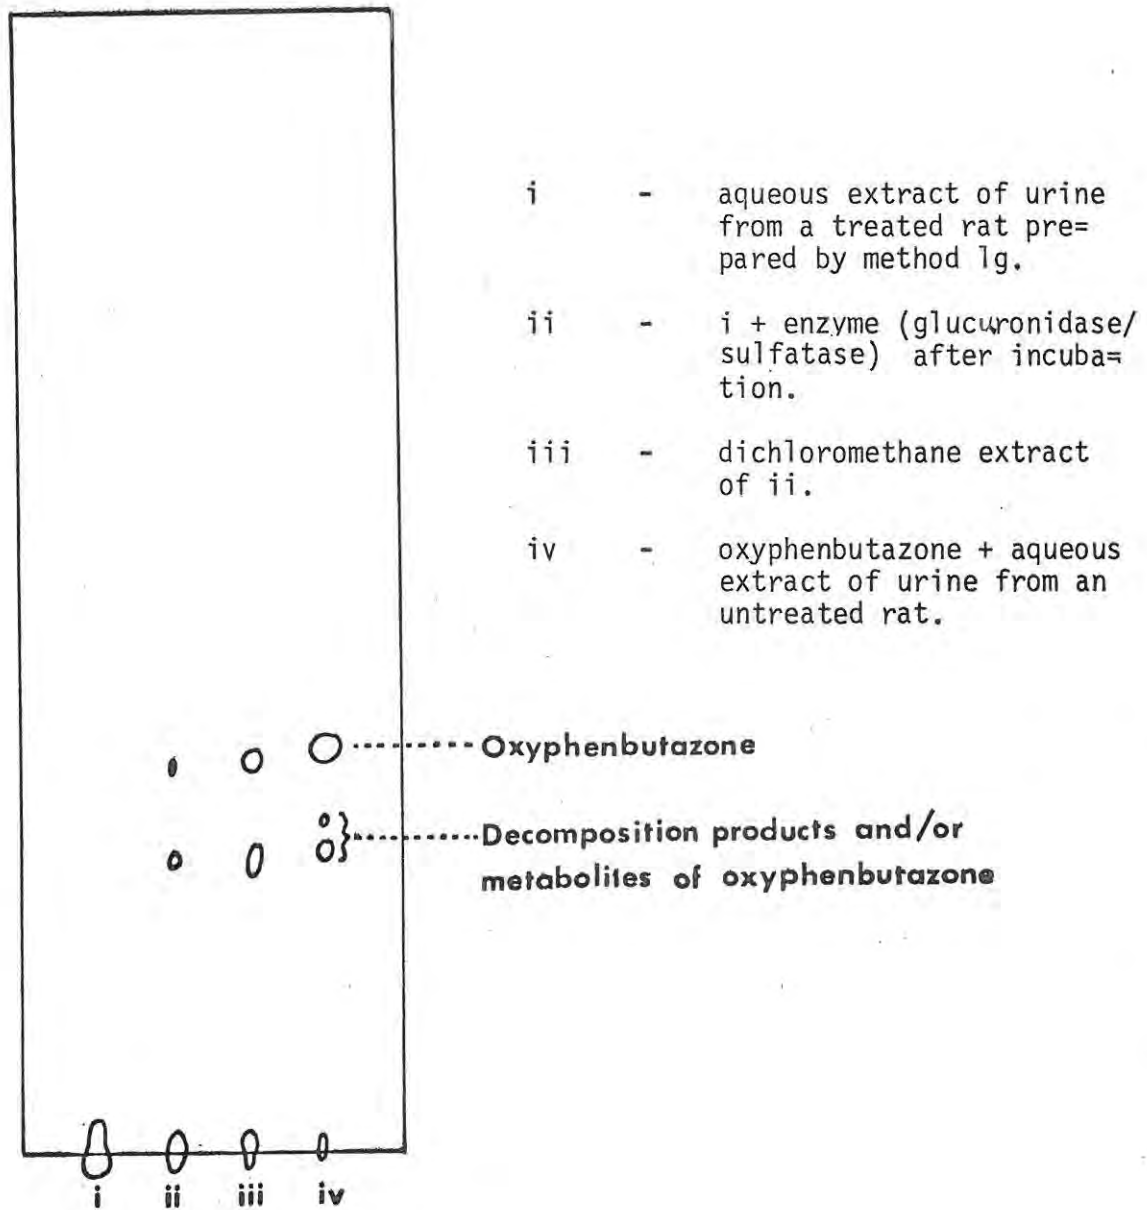 i - aqueous extract of urine
from a treated rat pre=
pared by method lg.
ii - i + enzyme (glucuronidase/
sulfatase) after incuba=
tion.
iii - dichloromethane extract
of ii.
iv - oxyphenbutazone + aqueous
extract of urine from an
untreated rat.
Oxyphenbutazone
Decomposition products and/or
metabolites of oxyphenbutazone
i ii iii iv